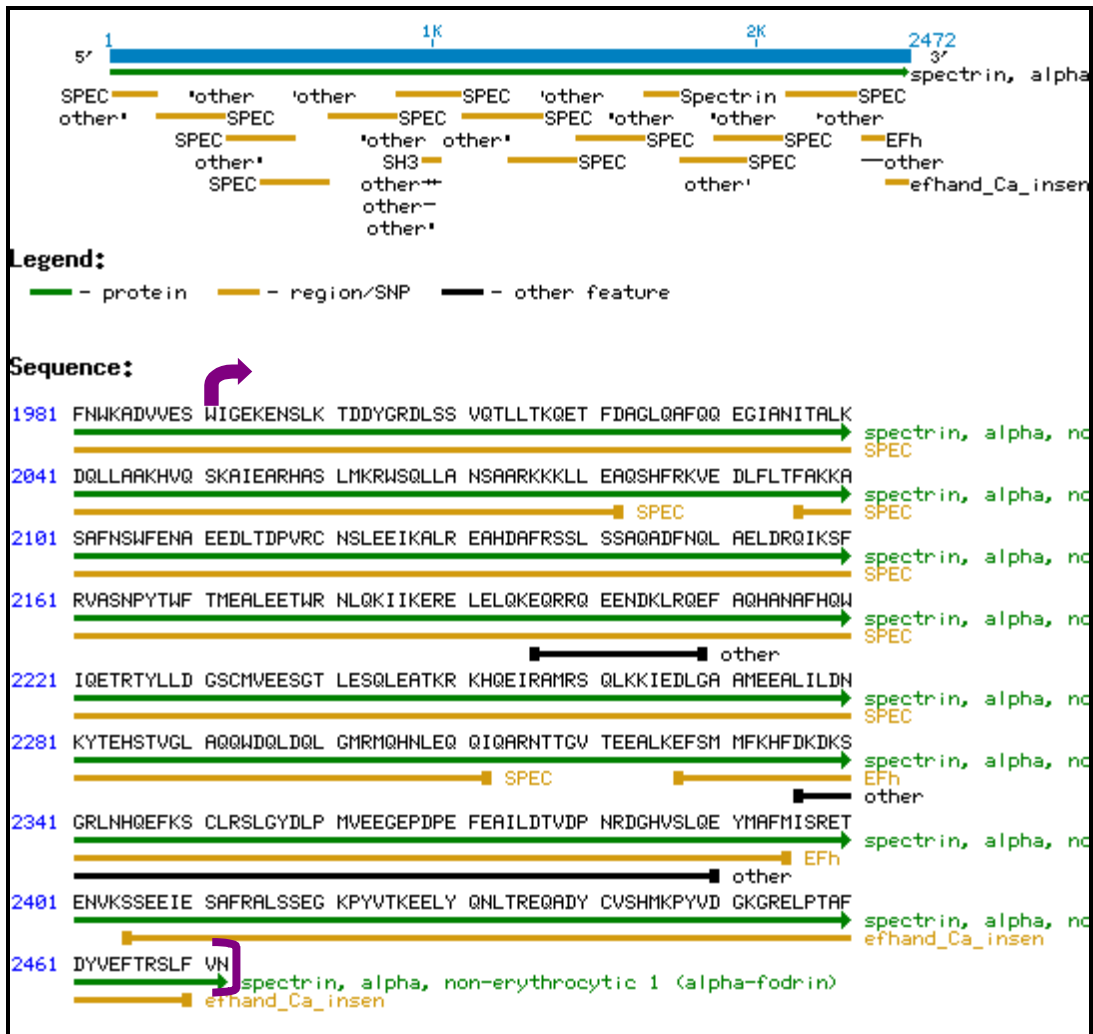 1 1K 2K 2472
5′ 3′
spectrin, alpha
SPEC other other SPEC other Spectrin SPEC
other SPEC SPEC SPEC other other other
SPEC other other SPEC SPEC EFh
other SH3 SPEC SPEC other
SPEC other other efhand_Ca_insen
other
other
Legend:
- protein - region/SNP - other feature
Sequence:
1981 FNWKADVVES WIGEKENSLK TDDYGRDLSS VQTLLTKQET FDAGLQAFQQ EGIANITALK
spectrin, alpha, no
SPEC
2041 DQLLAAKHVQ SKAIEARHAS LMKRWSQLLA NSAARKKKLL EAQSHFRKVE DLFLTFAKKA
spectrin, alpha, no
SPEC SPEC
2101 SAFNSWFENA EEDLTDPVRC NSLEEIKALR EAHDAFRSSL SSAQADFNQL AELDRQIKSF
spectrin, alpha, no
SPEC
2161 RVASNPYTWF TMEALEETWR NLQKIIKERE LELQKEQRRQ EENDKLRQEF AQHANAFHQW
spectrin, alpha, no
SPEC
other
2221 IQETRTYLLD GSCMVEESGT LESQLEATKR KHQEIRAMRS QLKKIEDLGA AMEEALILDN
spectrin, alpha, no
SPEC
2281 KYTEHSTVGL AQQWDQLDQL GMRMQHNLEQ QIQARNTTGV TEEALKEFSM MFKHFDKDKS
spectrin, alpha, no
SPEC EFh
other
2341 GRLNHQEFKS CLRSLGYDLP MVEEGEPDPE FEAILDTVDP NRDGHVSLQE YMAFMISRET
spectrin, alpha, no
EFh
other
2401 ENVKSSEEIE SAFRALSSEG KPYVTKEELY QNLTREQADY CVSHMKPYVD GKGRELPTAF
spectrin, alpha, no
efhand_Ca_insen
2461 DYVEFTRSLF VN
spectrin, alpha, non-erythrocytic 1 (alpha-fodrin)
efhand_Ca_insen